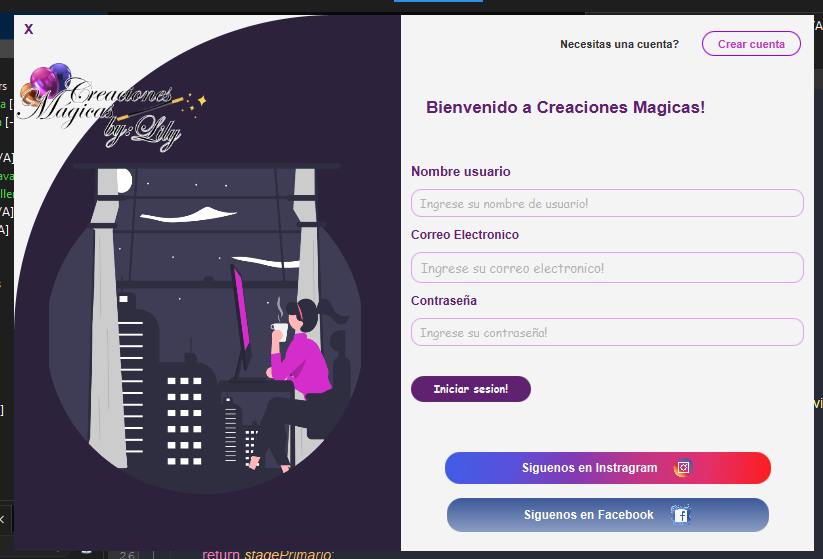 X
Creaciones
Magicas
by: Lily
Necesitas una cuenta?
Crear cuenta
Bienvenido a Creaciones Magicas!
Nombre usuario
Ingrese su nombre de usuario!
Correo Electronico
Ingrese su correo electronico!
Contraseña
Ingrese su contraseña!
Iniciar sesion!
Siguenos en Instragram
Siguenos en Facebook
26
return stagePrimario;